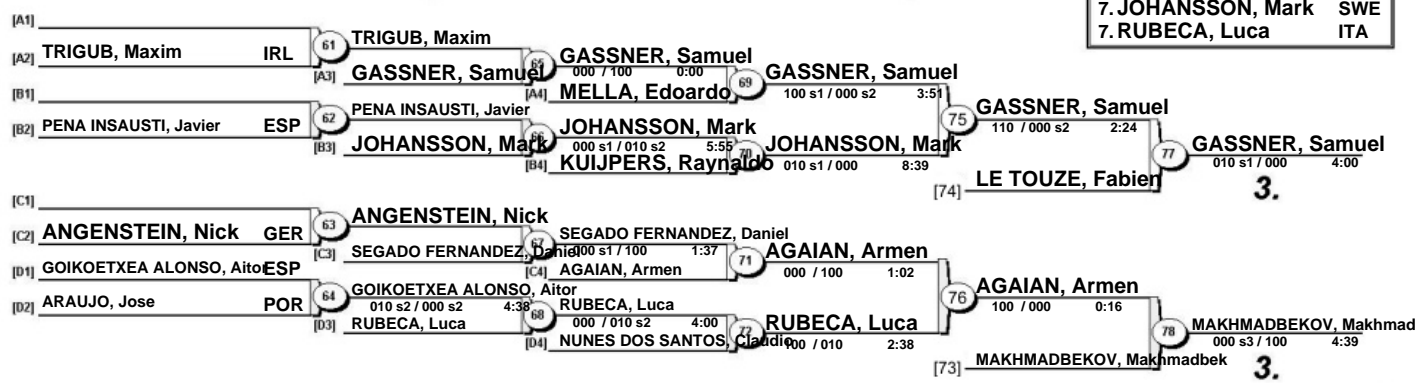 7. JOHANSSON, Mark SWE
7. RUBECA, Luca ITA
[A1]
[A2] TRIGUB, Maxim IRL
61
TRIGUB, Maxim
[A3] GASSNER, Samuel
65
GASSNER, Samuel
000 / 100 0:00
[A4] MELLA, Edoardo
69
GASSNER, Samuel
100 s1 / 000 s2 3:51
[B1]
[B2] PENA INSAUSTI, Javier ESP
62
PENA INSAUSTI, Javier
[B3] JOHANSSON, Mark
66
JOHANSSON, Mark
000 s1 / 010 s2 5:55
[B4] KUIJPERS, Raynaldo
70
JOHANSSON, Mark
010 s1 / 000 8:39
75
GASSNER, Samuel
110 / 000 s2 2:24
[74] LE TOUZE, Fabien
77
GASSNER, Samuel
010 s1 / 000 4:00
3.
[C1]
[C2] ANGENSTEIN, Nick GER
63
ANGENSTEIN, Nick
[C3] SEGADO FERNANDEZ, Daniel
67
SEGADO FERNANDEZ, Daniel
000 s1 / 100 1:37
[C4] AGAIAN, Armen
71
AGAIAN, Armen
000 / 100 1:02
[D1] GOIKOETXEA ALONSO, Aitor ESP
[D2] ARAUJO, Jose POR
64
GOIKOETXEA ALONSO, Aitor
010 s2 / 000 s2 4:38
[D3] RUBECA, Luca
68
RUBECA, Luca
000 / 010 s2 4:00
[D4] NUNES DOS SANTOS, Claudio
72
RUBECA, Luca
100 / 010 2:38
76
AGAIAN, Armen
100 / 000 0:16
[73] MAKHMADBEKOV, Makhmadbek
78
MAKHMADBEKOV, Makhmad
000 s3 / 100 4:39
3.